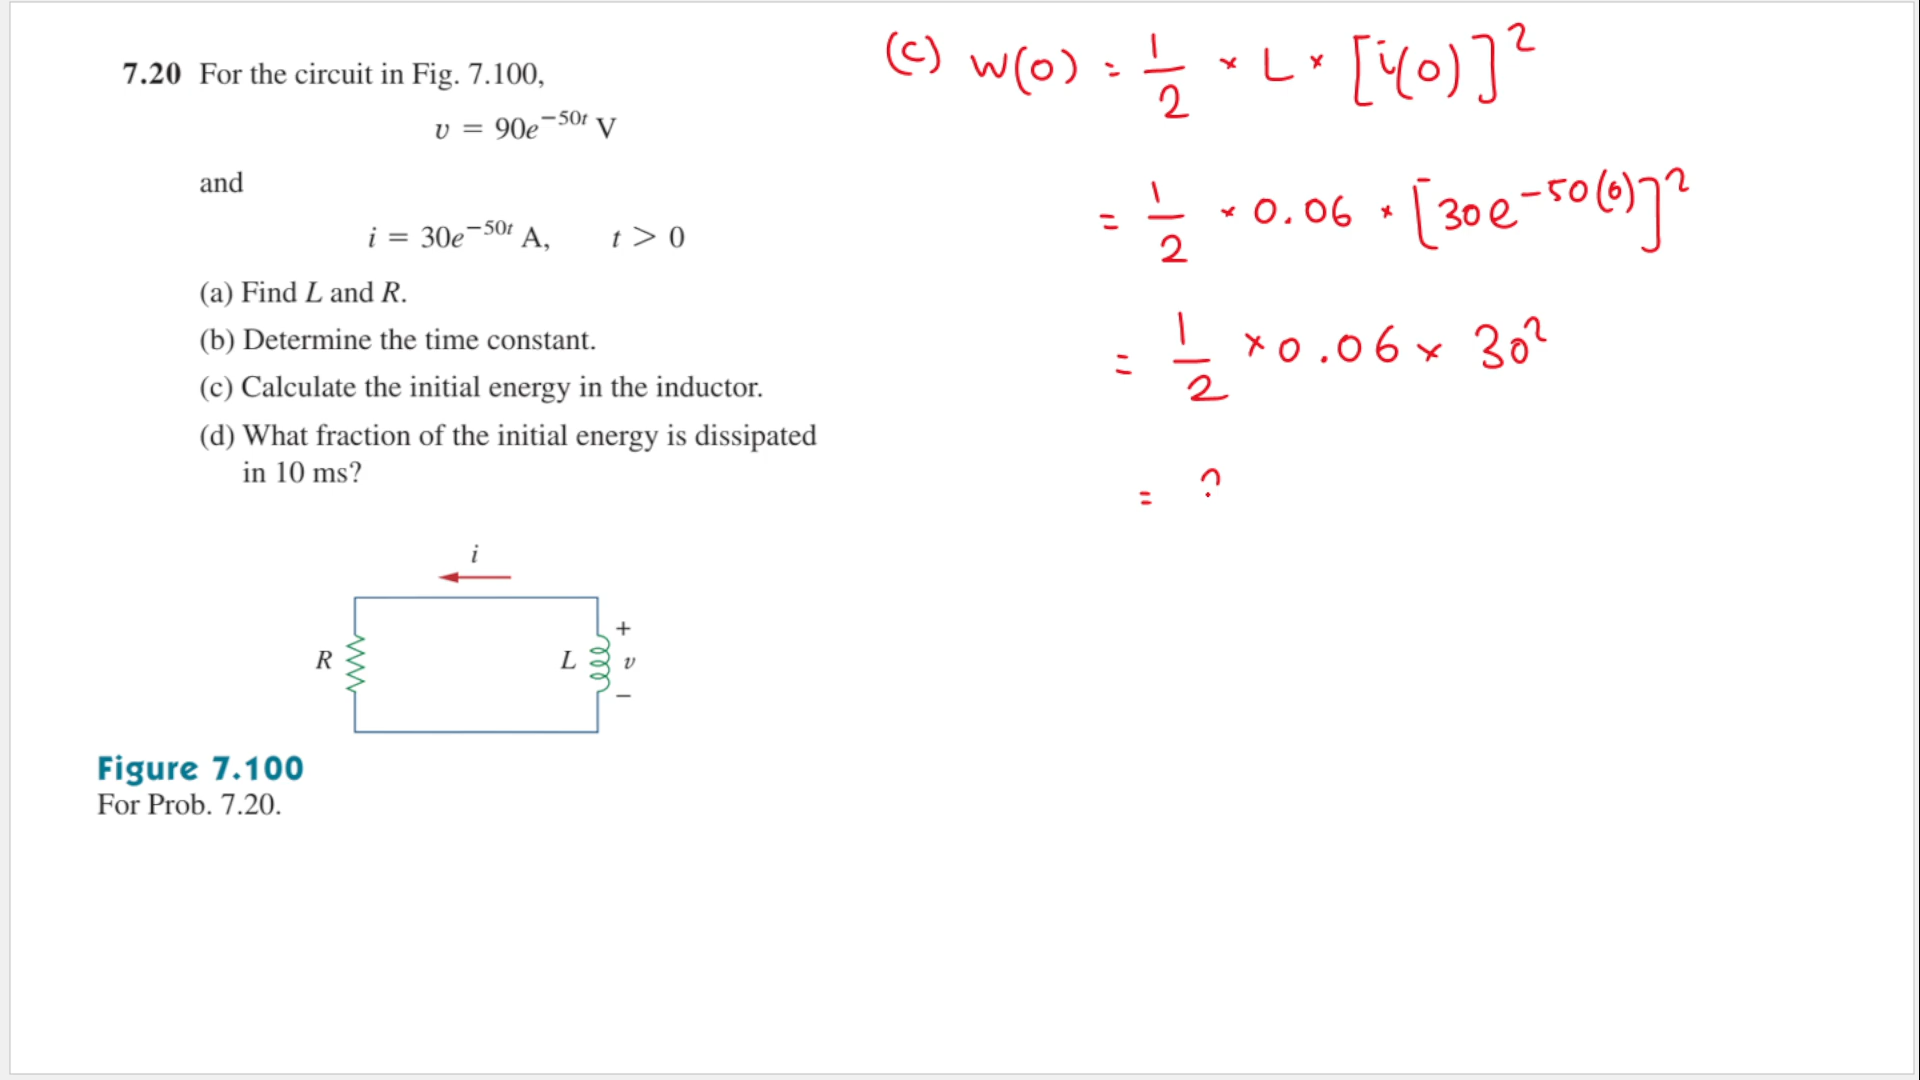 7.20 For the circuit in Fig. 7.100,
v = 90e^−50t V
and
i = 30e^−50t A, t > 0
(a) Find L and R.
(b) Determine the time constant.
(c) Calculate the initial energy in the inductor.
(d) What fraction of the initial energy is dissipated
in 10 ms?
i
R
L
+
v
−
Figure 7.100
For Prob. 7.20.
(c) w(0) = 1/2 × L × [i(0)]²
= 1/2 × 0.06 × [30e^−50(0)]²
= 1/2 × 0.06 × 30²
= ?